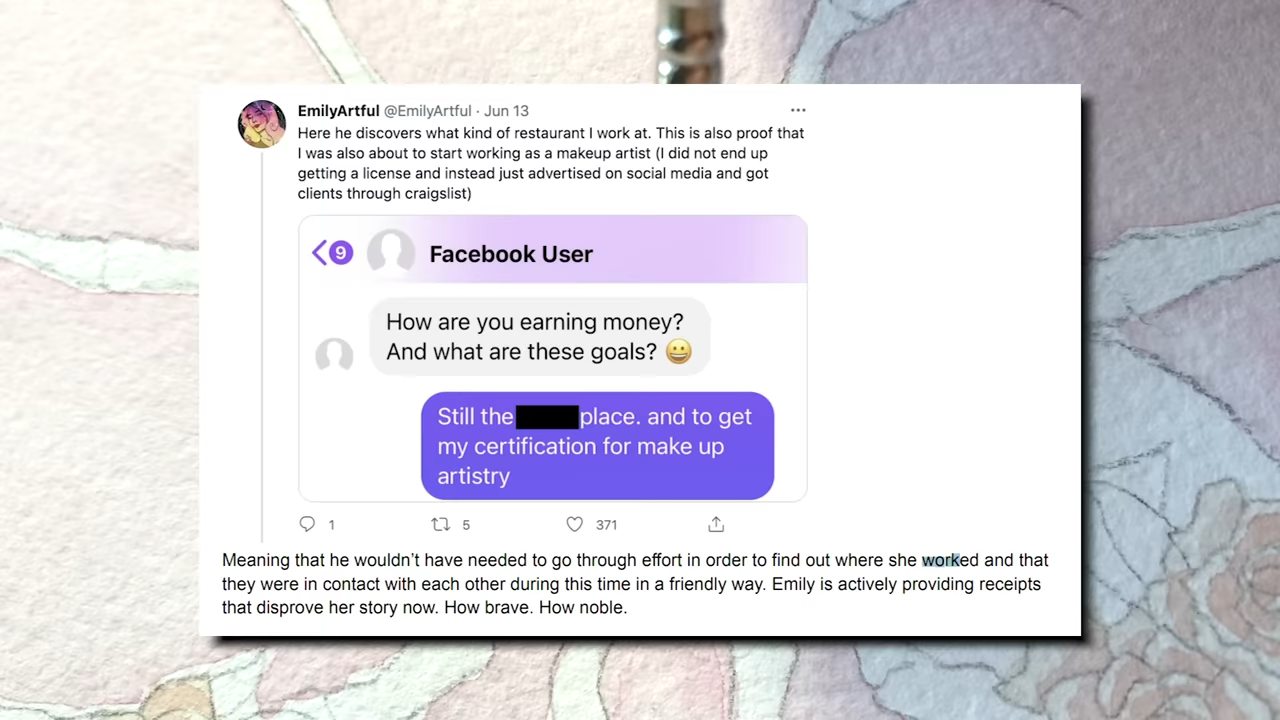 EmilyArtful @EmilyArtful · Jun 13
Here he discovers what kind of restaurant I work at. This is also proof that
I was also about to start working as a makeup artist (I did not end up
getting a license and instead just advertised on social media and got
clients through craigslist)
9 Facebook User
How are you earning money?
And what are these goals? 😀
Still the place. and to get
my certification for make up
artistry
1 5 371
Meaning that he wouldn't have needed to go through effort in order to find out where she worked and that
they were in contact with each other during this time in a friendly way. Emily is actively providing receipts
that disprove her story now. How brave. How noble.